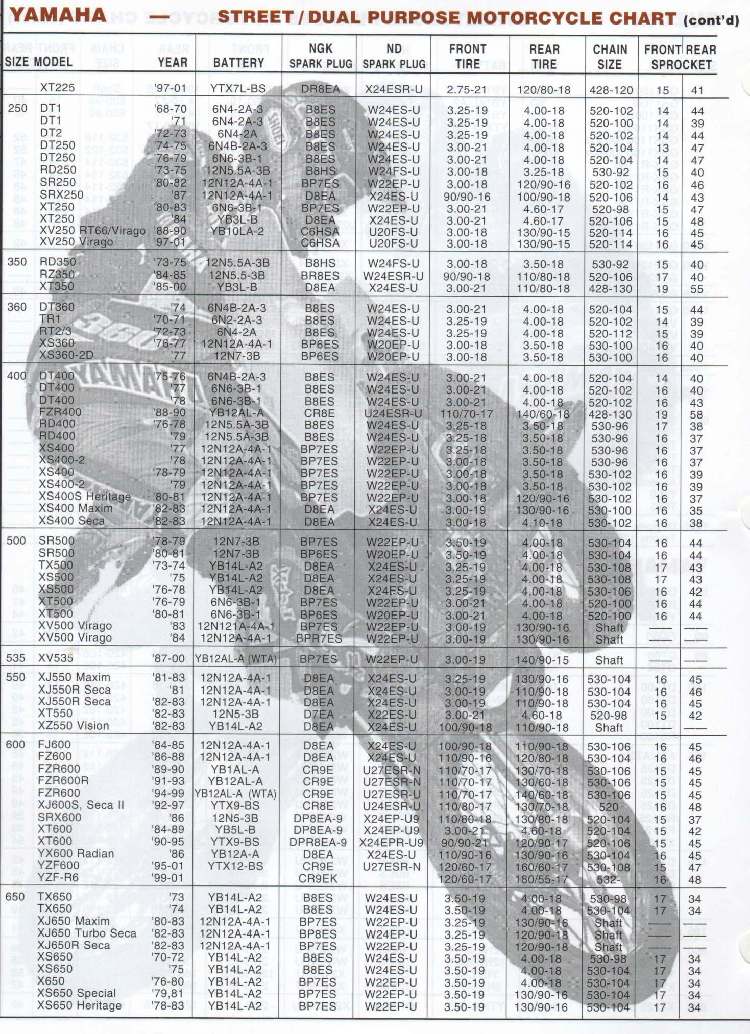 YAMAHA — STREET / DUAL PURPOSE MOTORCYCLE CHART (cont'd)
NGK ND FRONT REAR CHAIN FRONT REAR
SIZE MODEL YEAR BATTERY SPARK PLUG SPARK PLUG TIRE TIRE SIZE SPROCKET
XT225 '97-01 YTX7L-BS DR8EA X24ESR-U 2.75-21 120/80-18 428-120 15 41
250 DT1 '68-70 6N4-2A-3 B8ES W24ES-U 3.25-19 4.00-18 520-102 14 44
DT1 '71 6N4-2A-3 B8ES W24ES-U 3.25-19 4.00-18 520-100 14 39
DT2 '72-73 6N4-2A B8ES W24ES-U 3.25-19 4.00-18 520-102 14 44
DT250 '74-75 6N4B-2A-3 B8ES W24ES-U 3.00-21 4.00-18 520-102 13 47
DT250 '76-79 6N6-3B-1 B8ES W24ES-U 3.00-21 4.00-18 520-104 14 47
RD250 '73-75 12N5.5A-3B B8HS W24FS-U 3.00-18 3.25-18 530-92 15 40
SR250 '80-82 12N12A-4A-1 BP7ES W22EP-U 3.00-18 120/90-16 520-102 16 46
SRX250 '87 12N12A-4A-1 D8EA X24ES-U 90/90-16 100/90-18 520-106 14 43
XT250 '80-83 6N6-3B-1 BP7ES W22EP-U 3.00-21 4.60-17 520-98 15 47
XT250 '84 YB3L-B D8EA X24ES-U 3.00-21 4.60-17 520-106 15 48
XV250 RT66/Virago '88-90 YB10LA-2 C6HSA U20FS-U 3.00-18 130/90-15 520-114 16 45
XV250 Virago '97-01 C6HSA U20FS-U 3.00-18 130/90-15 520-114 16 45
350 RD350 '73-75 12N5.5A-3B B8HS W24FS-U 3.00-18 3.50-18 530-92 15 40
RZ350 '84-85 12N5.5-3B BR8ES W24ESR-U 90/90-18 110/80-18 520-106 17 40
XT350 '85-00 YB3L-B D8EA X24ES-U 3.00-21 110/80-18 428-130 19 55
360 DT360 '74 6N4B-2A-3 B8ES W24ES-U 3.00-21 4.00-18 520-104 15 44
TR1 '70-71 6N2-2A-3 B8ES W24ES-U 3.25-19 4.00-18 520-102 14 39
RT2/3 '72-73 6N4-2A B8ES W24ES-U 3.25-19 4.00-18 520-112 15 39
XS360 '76-77 12N12A-4A-1 BP6ES W20EP-U 3.00-18 3.50-18 530-100 16 40
XS360-2D '77 12N7-3B BP6ES W20EP-U 3.00-18 3.50-18 530-100 16 40
400 DT400 '75-76 6N4B-2A-3 B8ES W24ES-U 3.00-21 4.00-18 520-104 14 40
DT400 '77 6N6-3B-1 B8ES W24ES-U 3.00-21 4.00-18 520-102 16 40
DT400 '78 6N6-3B-1 B8ES W24ES-U 3.00-21 4.00-18 520-102 16 43
FZR400 '88-90 YB12AL-A CR8E U24ESR-U 110/70-17 140/60-18 428-130 19 58
RD400 '76-78 12N5.5A-3B B8ES W24ES-U 3.25-18 3.50-18 530-96 17 38
RD400 '79 12N5.5A-3B B8ES W24ES-U 3.25-18 3.50-18 530-96 16 37
XS400 '77 12N12A-4A-1 BP7ES W22EP-U 3.00-18 3.50-18 530-96 16 37
XS400-2 '78 12N12A-4A-1 BP7ES W22EP-U 3.00-18 3.50-18 530-96 16 37
XS400 '78-79 12N12A-4A-1 BP7ES W22EP-U 3.00-18 3.50-18 530-102 16 39
XS400-2 '79 12N12A-4A-1 BP7ES W22EP-U 3.00-18 3.50-18 530-102 16 39
XS400S Heritage '80-81 12N12A-4A-1 BP7ES W22EP-U 3.00-18 120/90-16 530-102 16 37
XS400 Maxim '82-83 12N12A-4A-1 D8EA X24ES-U 3.00-19 130/90-16 530-100 16 35
XS400 Seca '82-83 12N12A-4A-1 D8EA X24ES-U 3.00-18 4.10-18 530-102 16 38
500 SR500 '78-79 12N7-3B BP7ES W22EP-U 3.50-19 4.00-18 530-104 16 44
SR500 '80-81 12N7-3B BP6ES W20EP-U 3.50-19 4.00-18 530-104 16 44
TX500 '73-74 YB14L-A2 D8EA X24ES-U 3.25-19 4.00-18 530-108 17 43
XS500 '75 YB14L-A2 D8EA X24ES-U 3.25-19 4.00-18 530-108 17 43
XS500 '76-78 YB14L-A2 D8EA X24ES-U 3.25-19 4.00-18 530-106 16 42
XT500 '76-79 6N6-3B-1 BP7ES W22EP-U 3.00-21 4.00-18 520-100 16 44
XT500 '80-81 6N6-3B-1 BP6ES W20EP-U 3.00-21 4.00-18 520-100 16 44
XV500 Virago '83 12N121A-4A-1 BP7ES W22EP-U 3.00-19 130/90-16 Shaft — —
XV500 Virago '84 12N12A-4A-1 BPR7ES W22EP-U 3.00-19 130/90-16 Shaft — —
535 XV535 '87-00 YB12AL-A (WTA) BP7ES W22EP-U 3.00-19 140/90-15 Shaft — —
550 XJ550 Maxim '81-83 12N12A-4A-1 D8EA X24ES-U 3.25-19 130/90-16 530-104 16 45
XJ550R Seca '81 12N12A-4A-1 D8EA X24ES-U 3.00-19 110/90-18 530-104 16 46
XJ550R Seca '82-83 12N12A-4A-1 D8EA X24ES-U 3.00-19 110/90-18 530-104 16 45
XT550 '82-83 12N5-3B D7EA X22ES-U 3.00-21 4.60-18 520-98 15 42
XZ550 Vision '82-83 YB14L-A2 D8EA X24ES-U 100/90-18 110/90-18 Shaft — —
600 FJ600 '84-85 12N12A-4A-1 D8EA X24ES-U 100/90-18 110/90-18 530-106 16 45
FZ600 '86-88 12N12A-4A-1 D8EA X24ES-U 110/90-16 120/80-18 530-104 16 46
FZR600 '89-90 YB12AL-A CR9E U27ESR-N 110/70-17 130/70-18 530-106 15 45
FZR600R '91-93 YB12AL-A CR9E U27ESR-N 110/70-17 130/70-18 530-106 15 45
FZR600 '94-99 YB12AL-A (WTA) CR9E U27ESR-U 110/70-17 140/60-18 530-106 15 45
XJ600S, Seca II '92-97 YTX9-BS CR8E U24ESR-U 110/80-17 130/70-18 520 16 48
SRX600 '86 12N5-3B DP8EA-9 X24EP-U9 110/80-18 130/80-18 520-104 15 37
XT600 '84-89 YB5L-B DP8EA-9 X24EP-U9 3.00-21 4.60-18 520-104 15 42
XT600 '90-95 YTX9-BS DPR8EA-9 X24EPR-U9 90/90-21 120/90-17 520-106 15 45
YX600 Radian '86 YB12A-A D8EA X24ES-U 110/90-16 130/90-16 530-104 16 45
YZF600 '95-01 YTX12-BS CR9E U27ESR-N 120/60-17 160/60-17 530-108 15 47
YZF-R6 '99-01 CR9EK 120/60-17 180/55-17 532- 16 48
650 TX650 '73 YB14L-A2 B8ES W24ES-U 3.50-19 4.00-18 530-98 17 34
TX650 '74 YB14L-A2 B8ES W24ES-U 3.50-19 4.00-18 530-104 17 34
XJ650 Maxim '80-83 12N12A-4A-1 BP7ES W22EP-U 3.25-19 130/90-16 Shaft
XJ650 Turbo Seca '82-83 12N12A-4A-1 BP8ES W24EP-U 3.25-19 120/90-18 Shaft
XJ650R Seca '82-83 12N12A-4A-1 BP7ES W22EP-U 3.25-19 120/90-18 Shaft
XS650 '70-72 YB14L-A2 B8ES W24ES-U 3.50-19 4.00-18 530-98 17 34
XS650 '75 YB14L-A2 B8ES W24ES-U 3.50-19 4.00-18 530-104 17 34
X650 '76-80 YB14L-A2 BP7ES W22EP-U 3.50-19 4.00-18 530-104 17 34
XS650 Special '79,81 YB14L-A2 BP7ES W22EP-U 3.50-19 130/90-16 530-104 17 34
XS650 Heritage '78-83 YB14L-A2 BP7ES W22EP-U 3.50-19 130/90-16 530-104 17 34